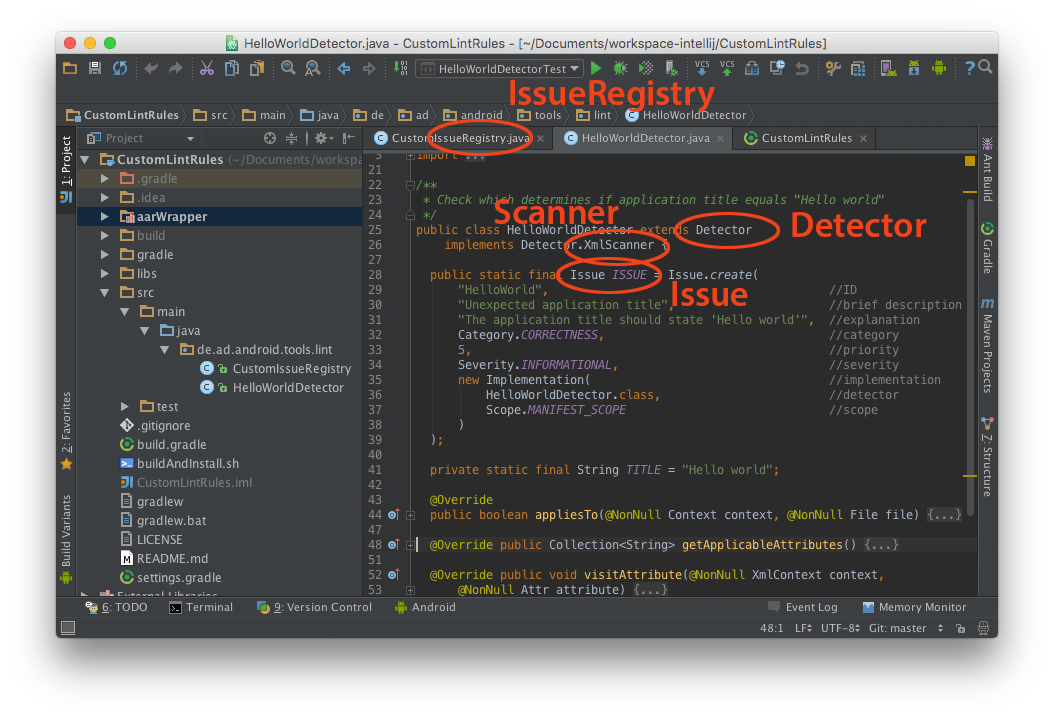 HelloWorldDetector.java - CustomLintRules - [~/Documents/workspace-intellij/CustomLintRules]
HelloWorldDetectorTest
VCS VCS
IssueRegistry
CustomLintRules src main java de ad android tools lint HelloWorldDetector
1: Project
Project
CustomIssueRegistry.java HelloWorldDetector.java CustomLintRules
CustomLintRules (~/Documents/workspa
.gradle
.idea
aarWrapper
build
gradle
libs
src
main
java
de.ad.android.tools.lint
CustomIssueRegistry
HelloWorldDetector
test
.gitignore
build.gradle
buildAndInstall.sh
CustomLintRules.iml
gradlew
gradlew.bat
LICENSE
README.md
settings.gradle
External Libraries
2: Favorites
Build Variants
3 import ...
21
22 /**
23 * Check which determines if application title equals "Hello world"
24 */
Scanner
Detector
25 public class HelloWorldDetector extends Detector
26 implements Detector.XmlScanner {
27
28 public static final Issue ISSUE = Issue.create(
Issue
29 "HelloWorld", //ID
30 "Unexpected application title", //brief description
31 "The application title should state 'Hello world'", //explanation
32 Category.CORRECTNESS, //category
33 5, //priority
34 Severity.INFORMATIONAL, //severity
35 new Implementation( //implementation
36 HelloWorldDetector.class, //detector
37 Scope.MANIFEST_SCOPE //scope
38 )
39 );
40
41 private static final String TITLE = "Hello world";
42
43 @Override
44 public boolean appliesTo(@NonNull Context context, @NonNull File file) {...}
47
48 @Override public Collection<String> getApplicableAttributes() {...}
51
52 @Override public void visitAttribute(@NonNull XmlContext context,
53 @NonNull Attr attribute) {...}
Ant Build
Gradle
Maven Projects
7: Structure
6: TODO Terminal 9: Version Control Android Event Log Memory Monitor
48:1 LF UTF-8 Git: master